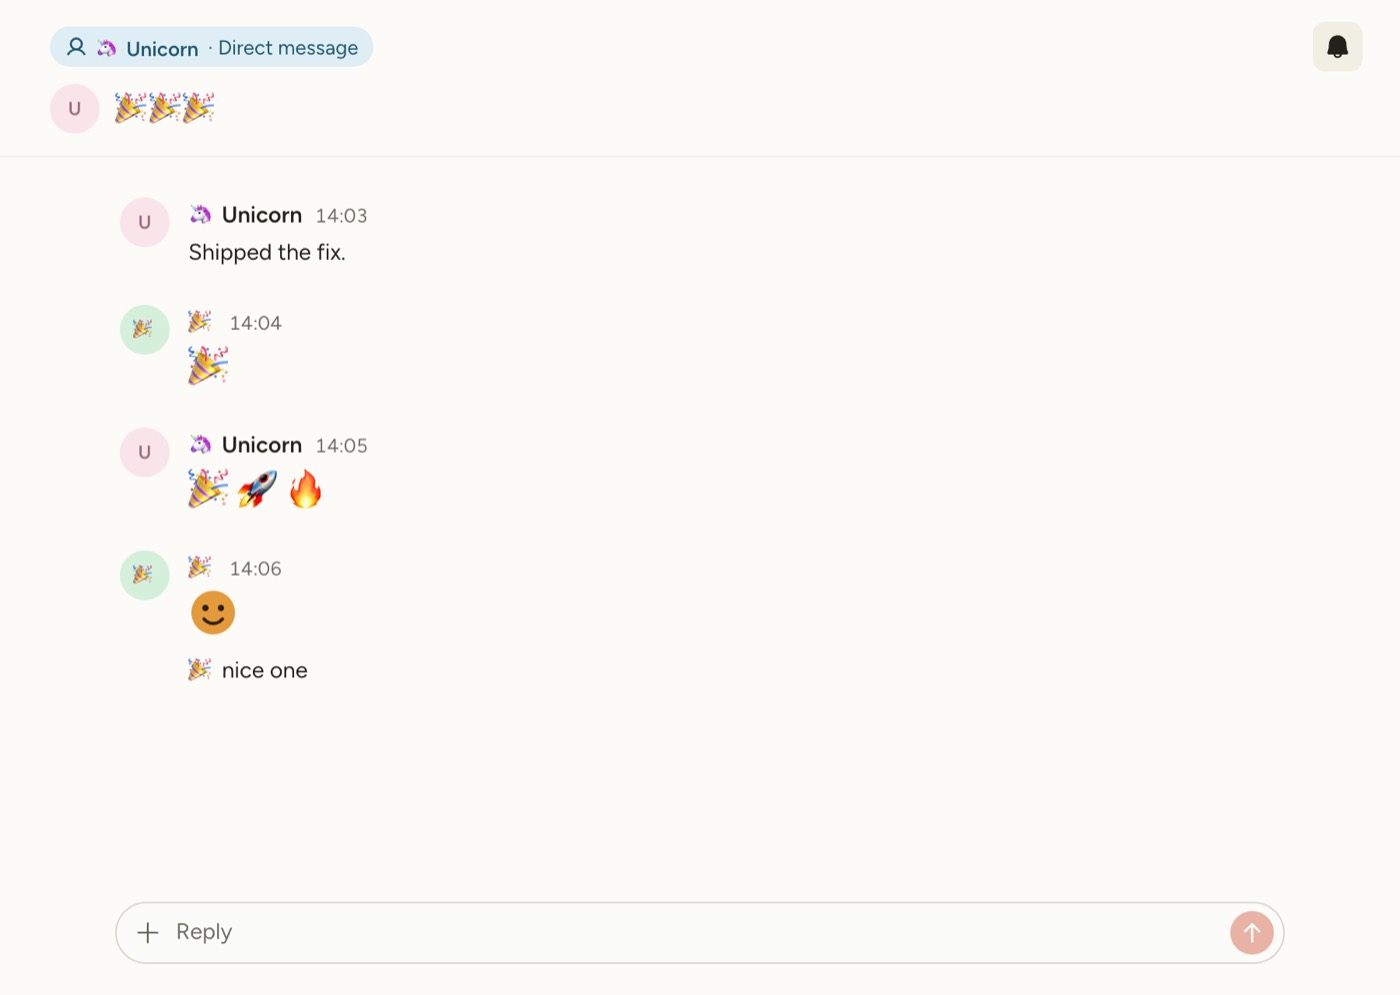 🦄 Unicorn · Direct message
U 🎉🎉🎉
U
🦄 Unicorn 14:03
Shipped the fix.
🎉
🎉 14:04
🎉
U
🦄 Unicorn 14:05
🎉 🚀 🔥
🎉
🎉 14:06
🙂
🎉 nice one
Reply